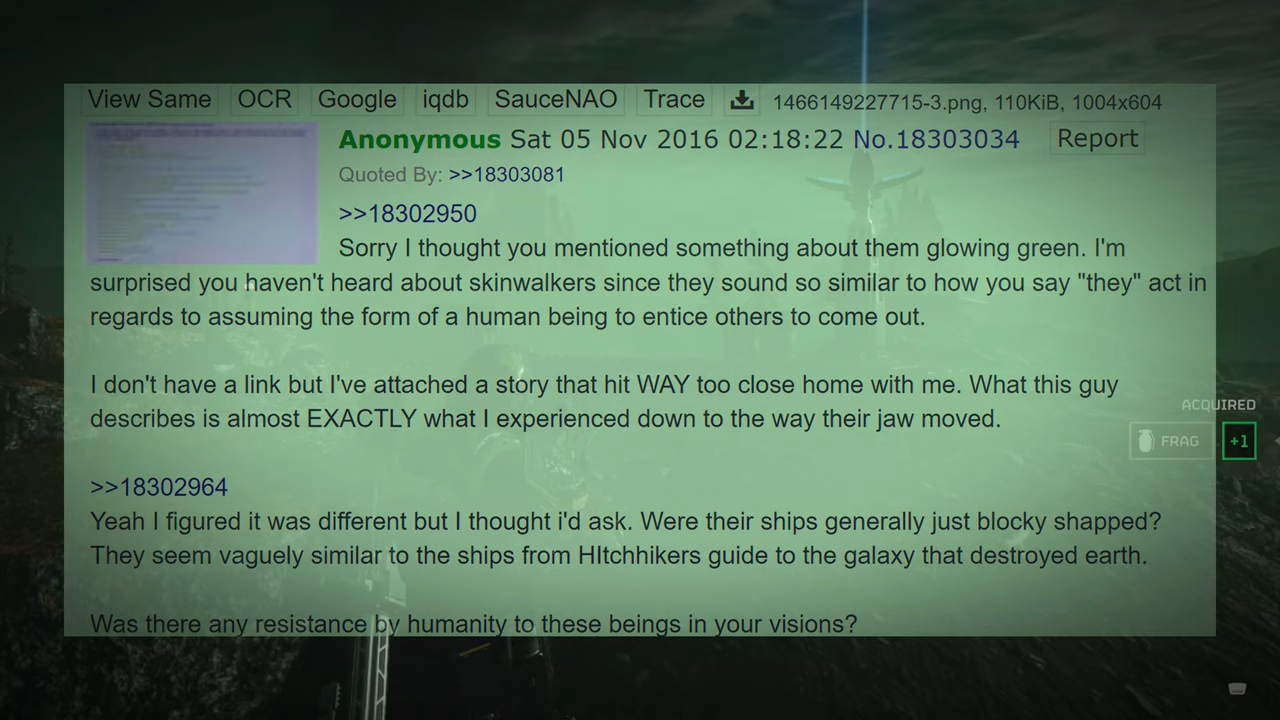 View Same OCR Google iqdb SauceNAO Trace 1466149227715-3.png, 110KiB, 1004x604
Anonymous Sat 05 Nov 2016 02:18:22 No.18303034 Report
Quoted By: >>18303081
>>18302950
Sorry I thought you mentioned something about them glowing green. I'm
surprised you haven't heard about skinwalkers since they sound so similar to how you say "they" act in
regards to assuming the form of a human being to entice others to come out.
I don't have a link but I've attached a story that hit WAY too close home with me. What this guy
describes is almost EXACTLY what I experienced down to the way their jaw moved.
ACQUIRED
FRAG +1
>>18302964
Yeah I figured it was different but I thought i'd ask. Were their ships generally just blocky shapped?
They seem vaguely similar to the ships from HItchhikers guide to the galaxy that destroyed earth.
Was there any resistance by humanity to these beings in your visions?